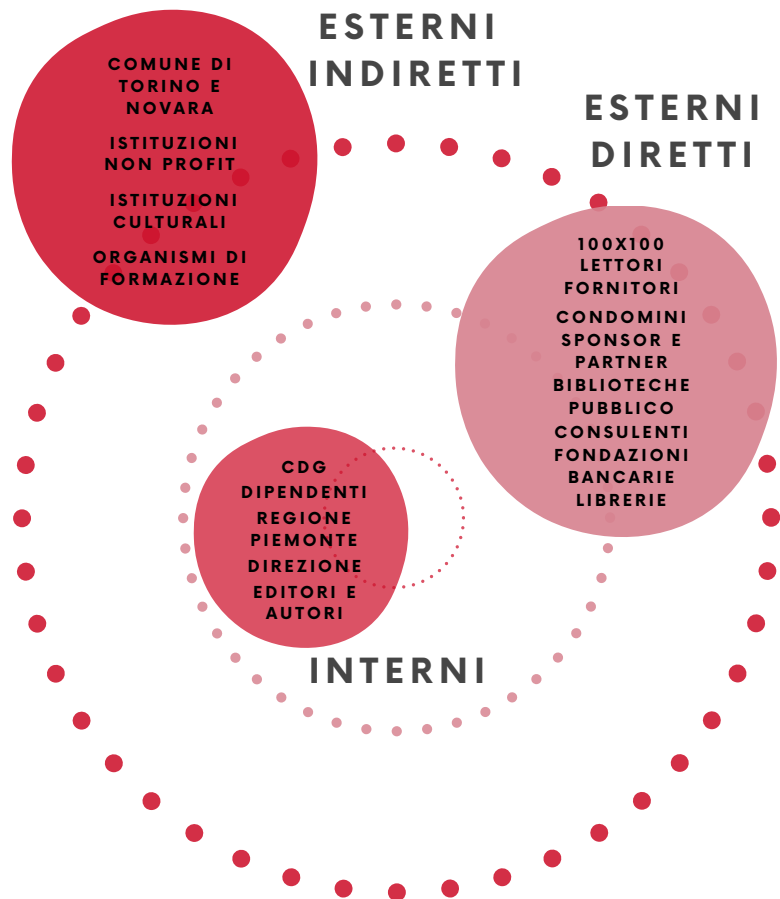 ESTERNI
INDIRETTI
COMUNE DI
TORINO E
NOVARA
ISTITUZIONI
NON PROFIT
ISTITUZIONI
CULTURALI
ORGANISMI DI
FORMAZIONE
ESTERNI
DIRETTI
100X100
LETTORI
FORNITORI
CONDOMINI
SPONSOR E
PARTNER
BIBLIOTECHE
PUBBLICO
CONSULENTI
FONDAZIONI
BANCARIE
LIBRERIE
CDG
DIPENDENTI
REGIONE
PIEMONTE
DIREZIONE
EDITORI E
AUTORI
INTERNI